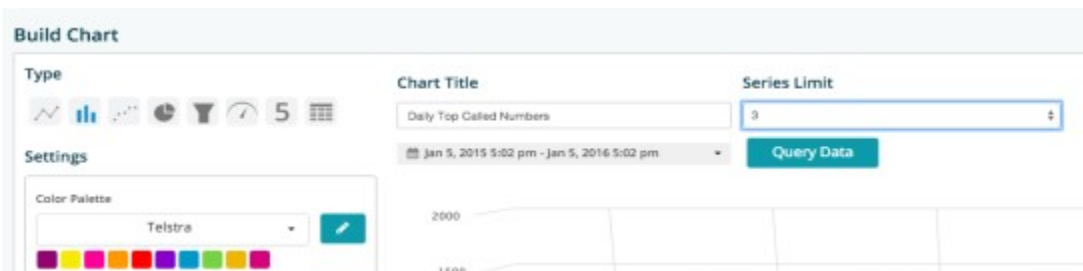 Build Chart
Type
5
Chart Title
Series Limit
Daily Top Called Numbers
3
Settings
Jan 5, 2015 5:02 pm - Jan 5, 2016 5:02 pm
Query Data
Color Palette
Telstra
2000
1500